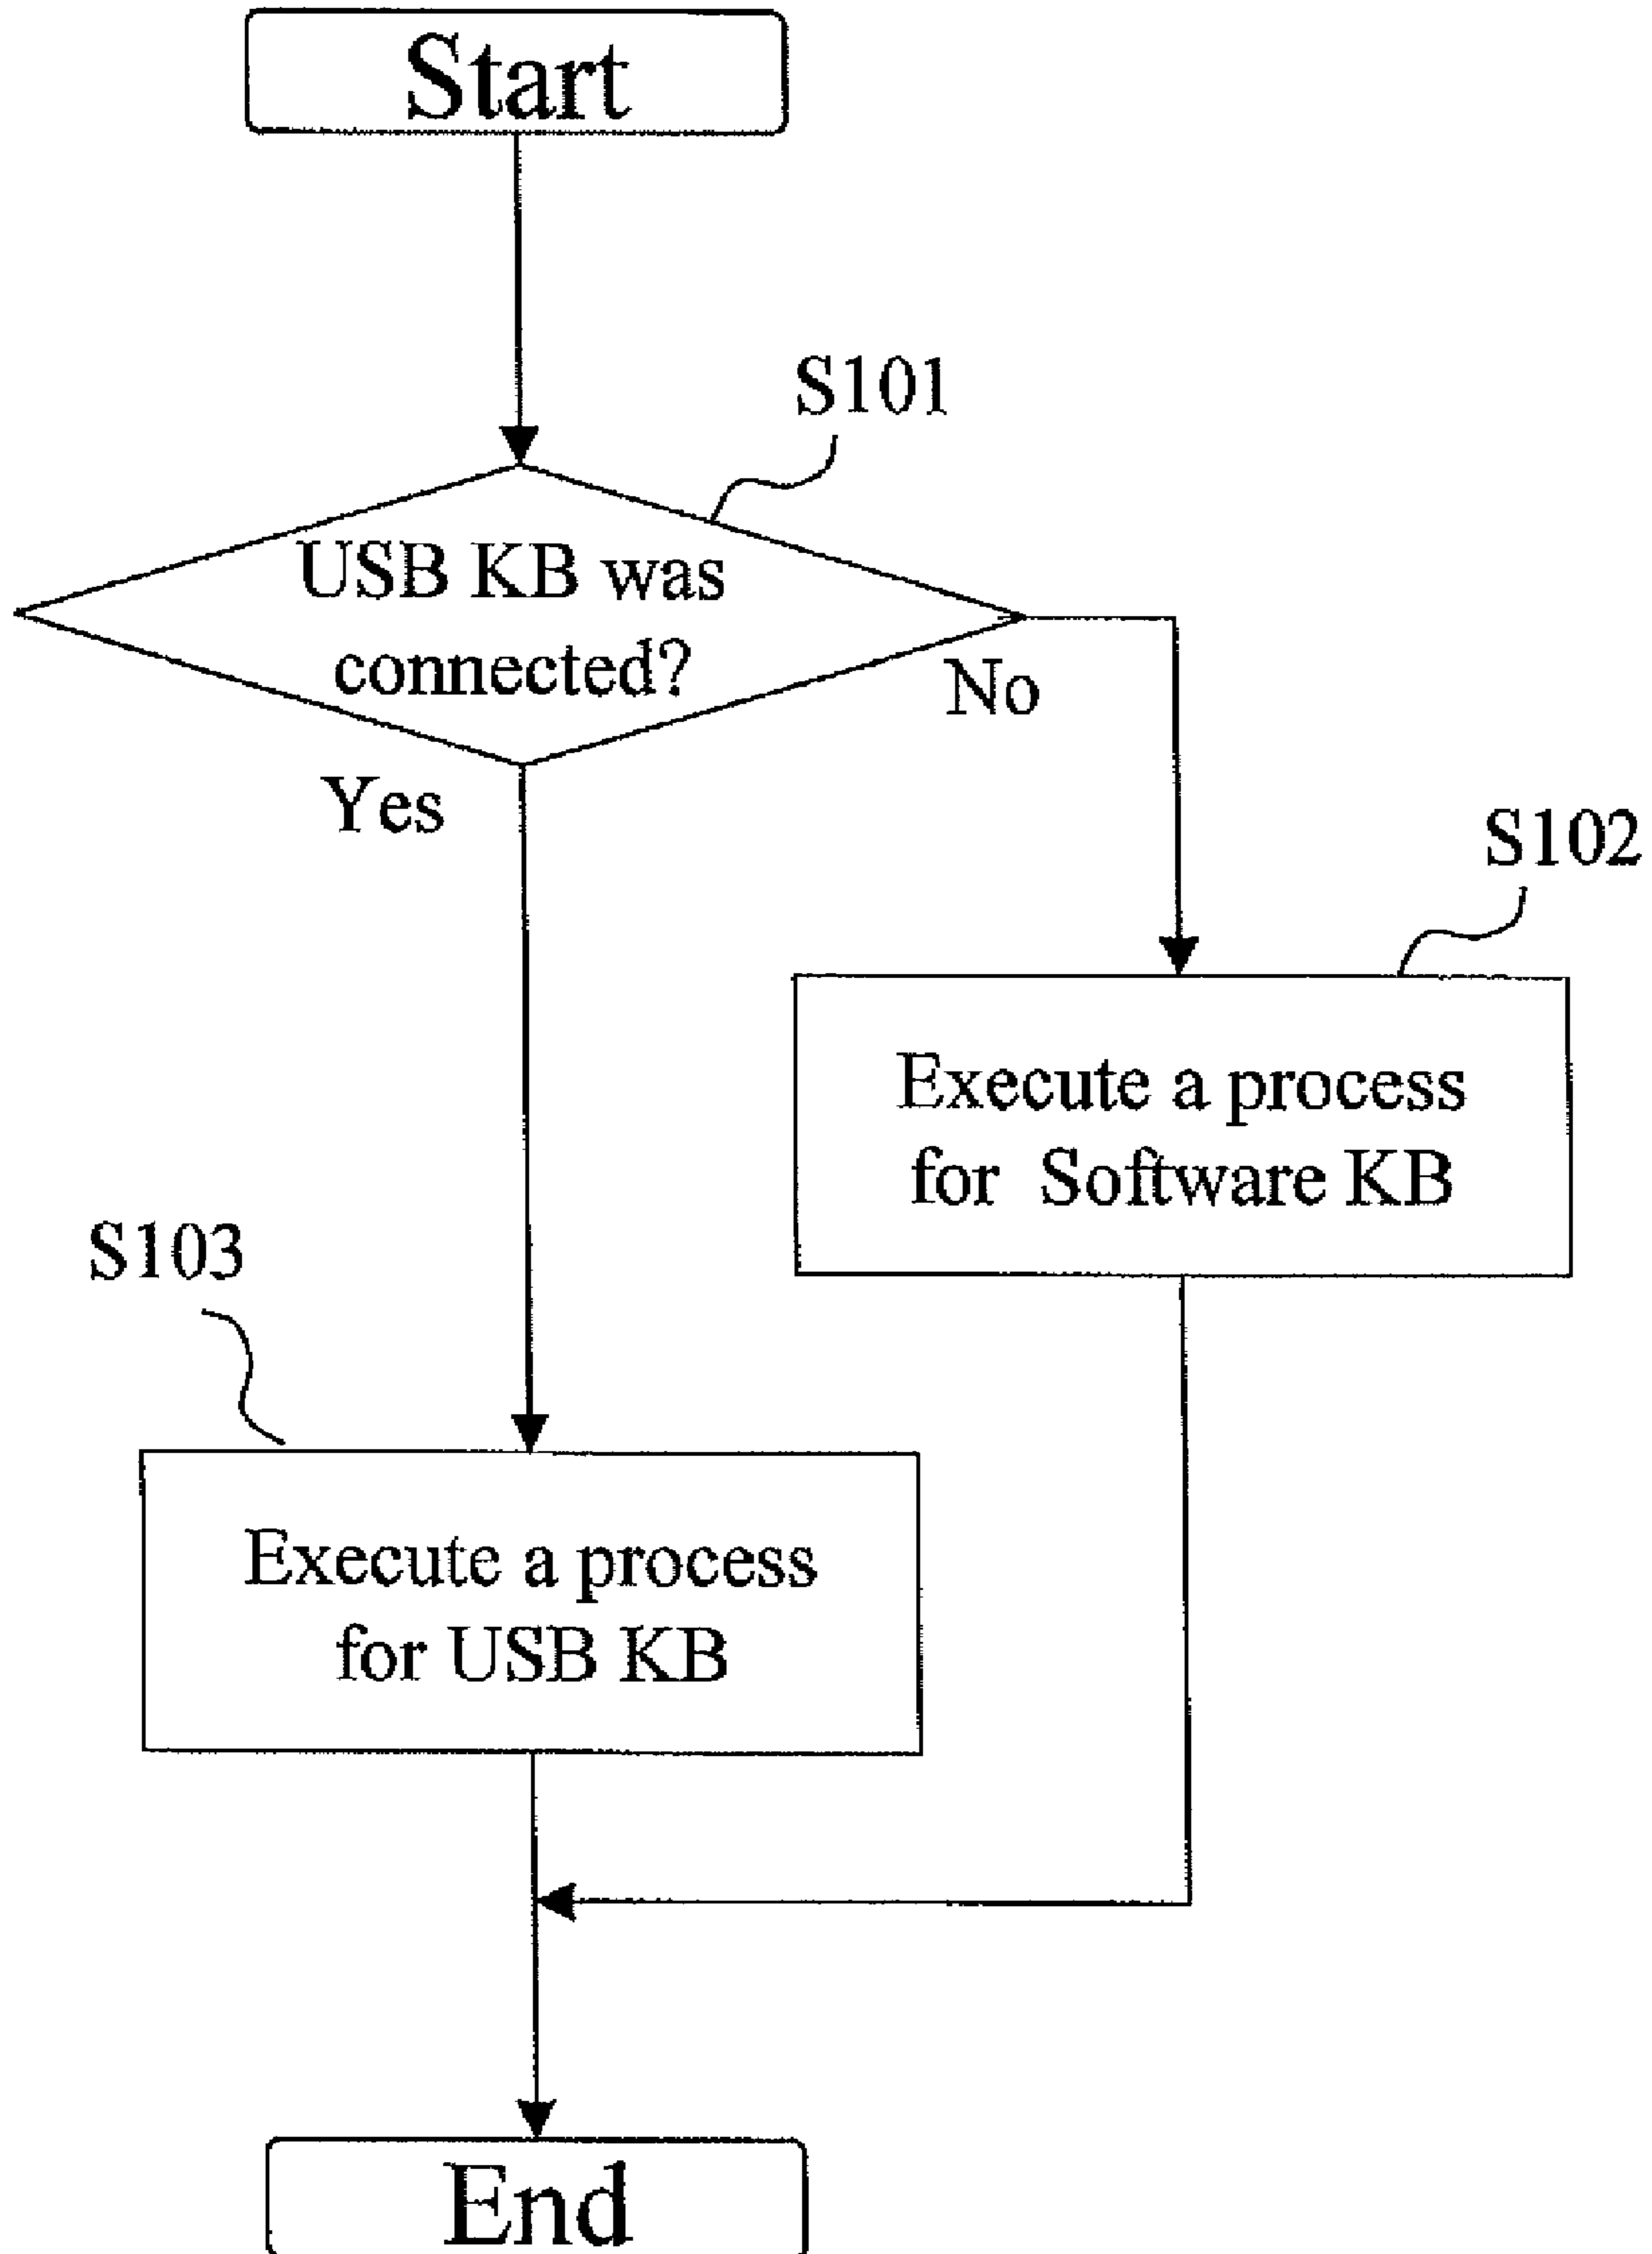 Start
S101
USB KB was
connected?
No
Yes
S102
Execute a process
for Software KB
S103
Execute a process
for USB KB
End